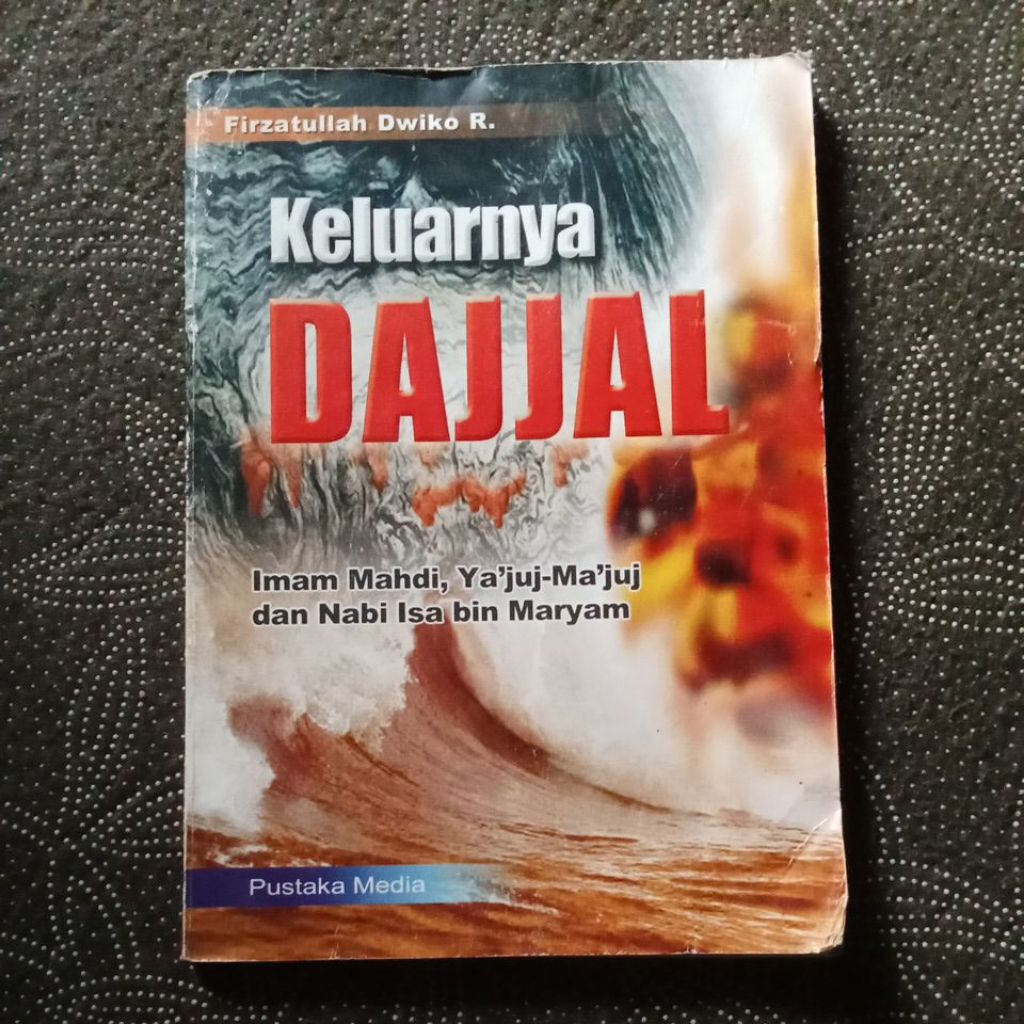 Firzatullah Dwiko R.
Keluarnya
DAJJAL
Imam Mahdi, Ya'juj-Ma'juj
dan Nabi Isa bin Maryam
Pustaka Media